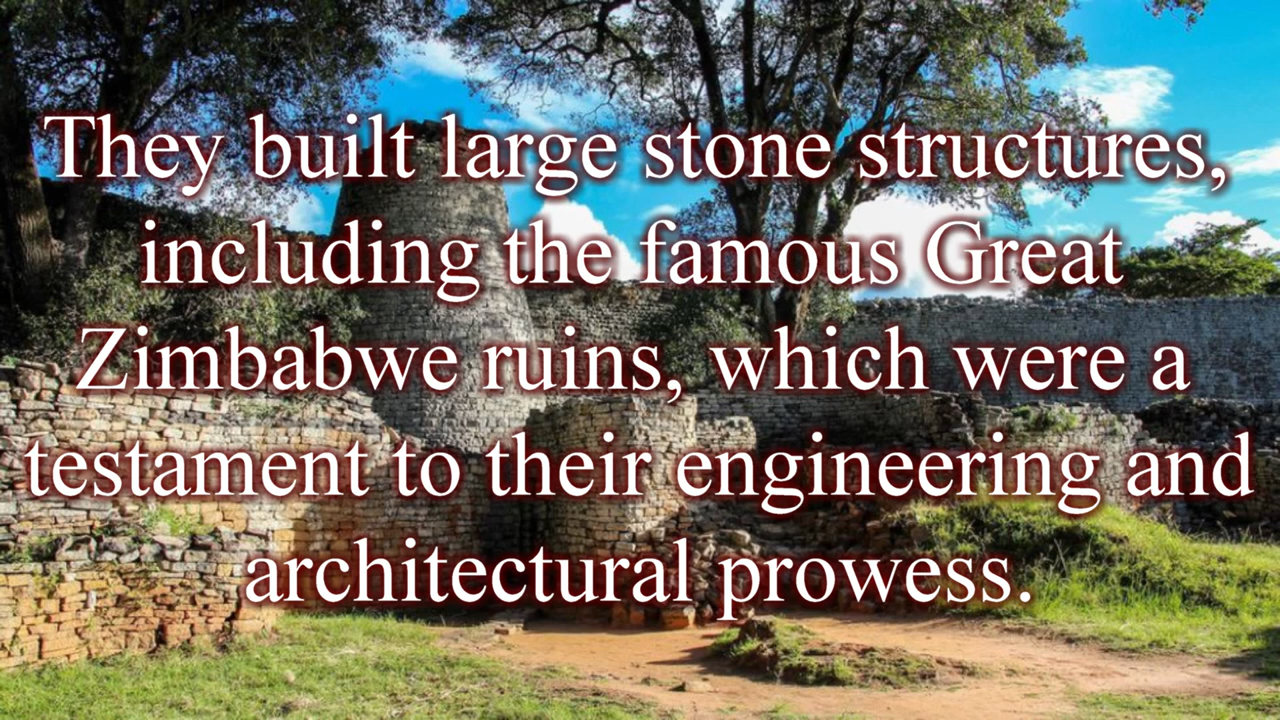 They built large stone structures,
including the famous Great
Zimbabwe ruins, which were a
testament to their engineering and
architectural prowess.